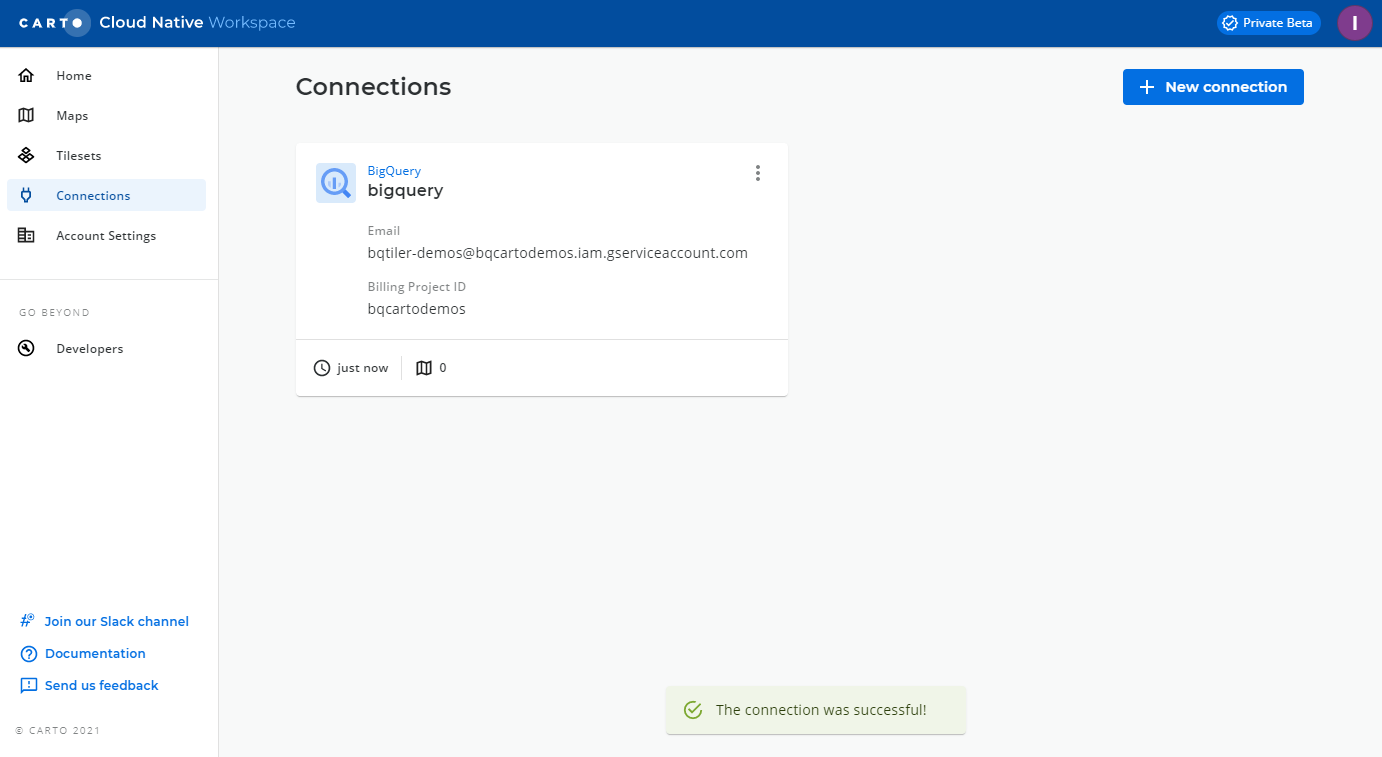 CARTO Cloud Native Workspace
Private Beta
I
Home
Maps
Tilesets
Connections
Account Settings
GO BEYOND
Developers
Join our Slack channel
Documentation
Send us feedback
© CARTO 2021
Connections
New connection
BigQuery
bigquery
Email
bqtiler-demos@bqcartodemos.iam.gserviceaccount.com
Billing Project ID
bqcartodemos
just now
0
The connection was successful!